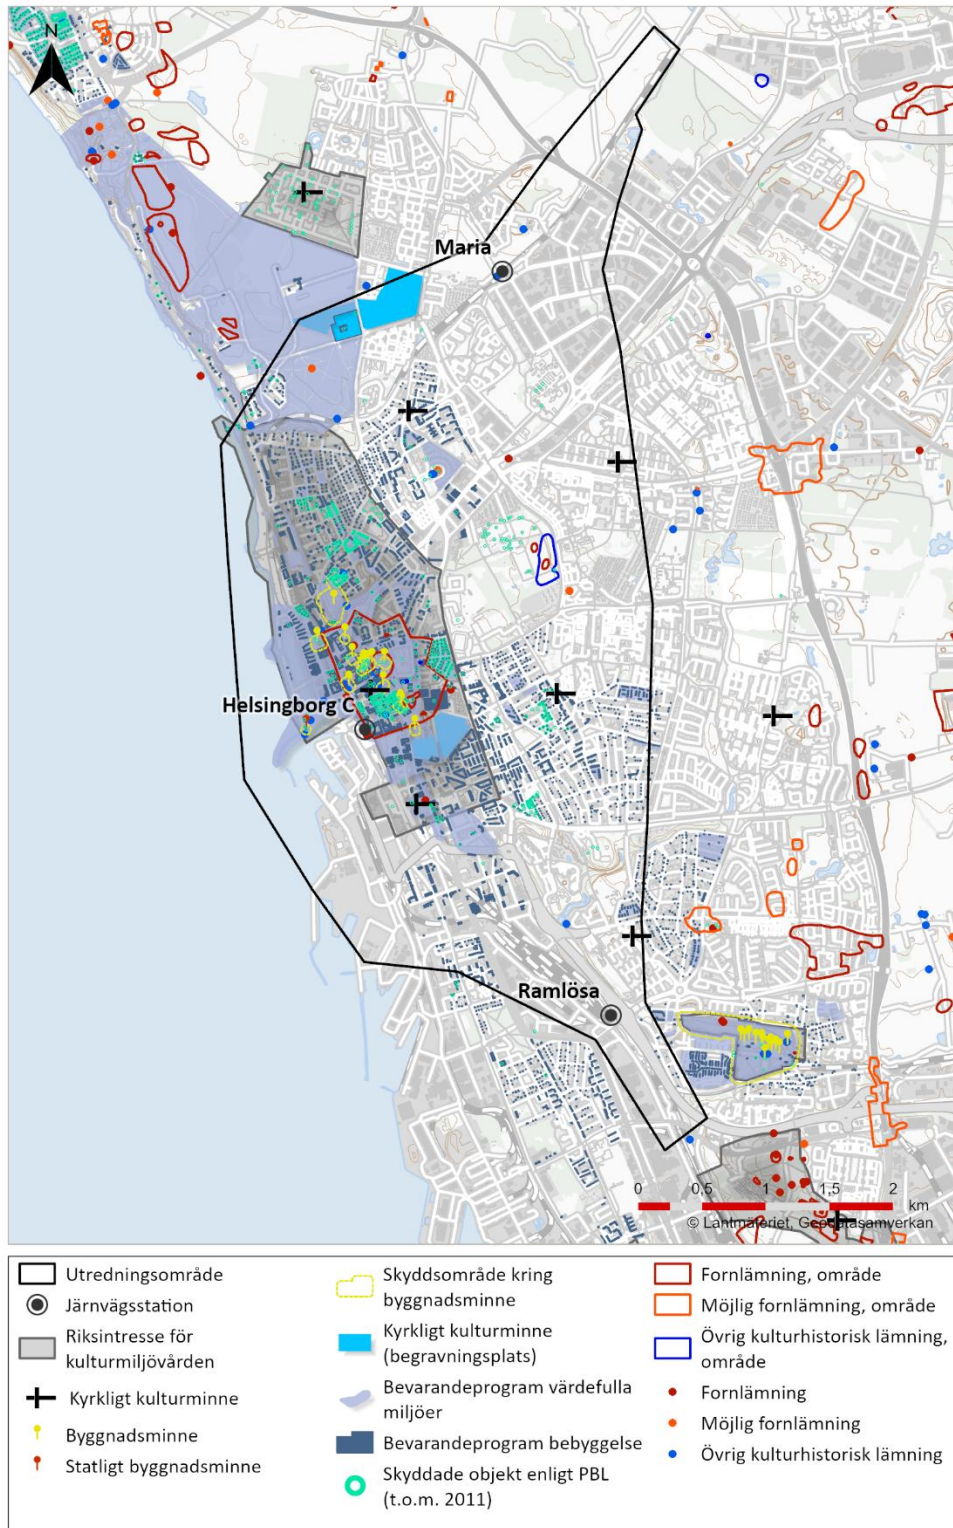 N
Maria
Helsingborg C
Ramlösa
0 0,5 1 1,5 2
km
© Lantmäteriet, Geodatasamverkan
Utredningsområde
Järnvägsstation
Riksintresse för
kulturmiljövården
Kyrkligt kulturminne
Byggnadsminne
Statligt byggnadsminne
Skyddsområde kring
byggnadsminne
Kyrkligt kulturminne
(begravningsplats)
Bevarandeprogram värdefulla
miljöer
Bevarandeprogram bebyggelse
Skyddade objekt enligt PBL
(t.o.m. 2011)
Fornlämning, område
Möjlig fornlämning, område
Övrig kulturhistorisk lämning,
område
Fornlämning
Möjlig fornlämning
Övrig kulturhistorisk lämning